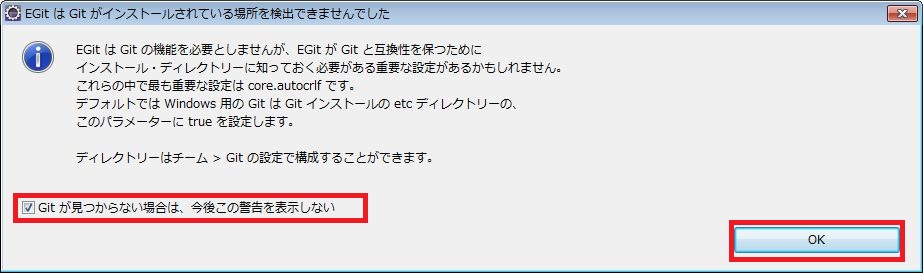 EGit は Git がインストールされている場所を検出できませんでした
EGit は Git の機能を必要としませんが、EGit が Git と互換性を保つために
インストール・ディレクトリーに知っておく必要がある重要な設定があるかもしれません。
これらの中で最も重要な設定は core.autocrlf です。
デフォルトでは Windows 用の Git は Git インストールの etc ディレクトリーの、
このパラメーターに true を設定します。
ディレクトリーはチーム > Git の設定で構成することができます。
Git が見つからない場合は、今後この警告を表示しない
OK